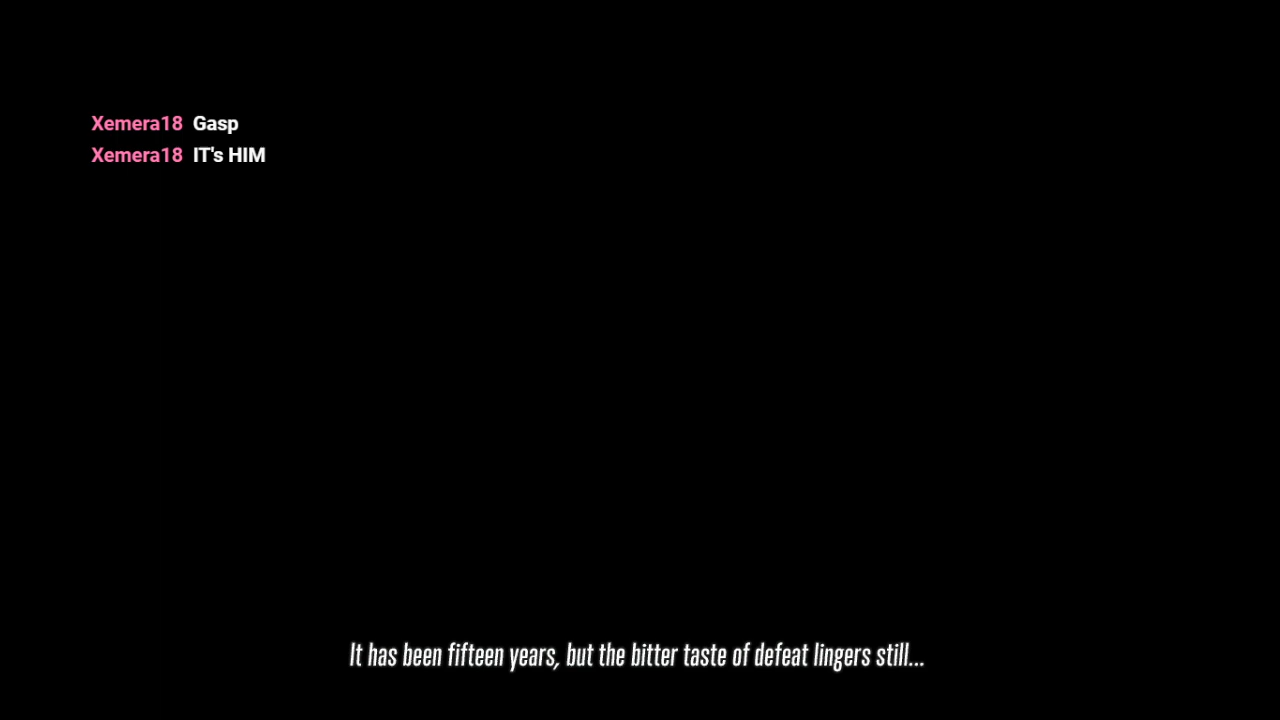 Xemera18 Gasp
Xemera18 IT's HIM
It has been fifteen years, but the bitter taste of defeat lingers still...